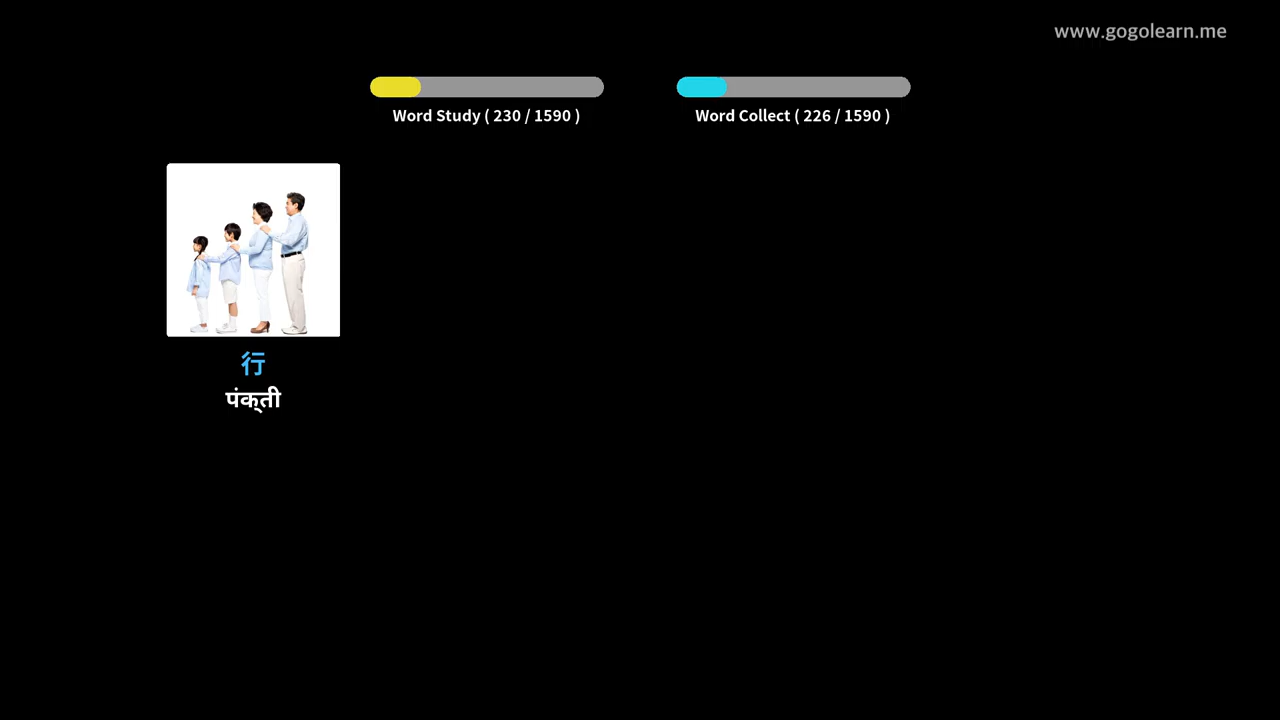 www.gogolearn.me
Word Study ( 230 / 1590 )
Word Collect ( 226 / 1590 )
行
पंक्ती